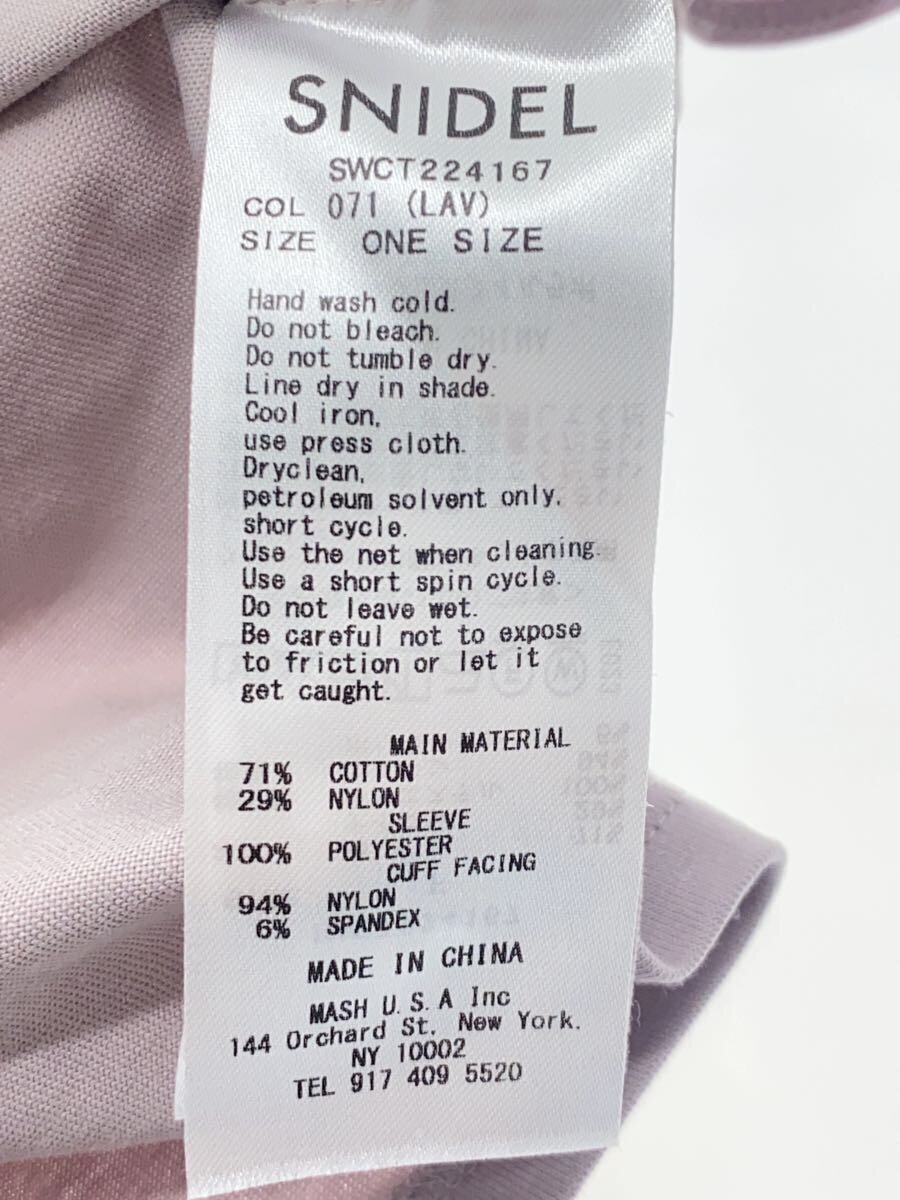 SNIDEL
SWCT224167
COL 071 (LAV)
SIZE ONE SIZE
Hand wash cold.
Do not bleach.
Do not tumble dry.
Line dry in shade.
Cool iron,
use press cloth.
Dryclean,
petroleum solvent only,
short cycle.
Use the net when cleaning.
Use a short spin cycle.
Do not leave wet.
Be careful not to expose
to friction or let it
get caught.
MAIN MATERIAL
71% COTTON
29% NYLON
SLEEVE
100% POLYESTER
CUFF FACING
94% NYLON
6% SPANDEX
MADE IN CHINA
MASH U.S.A Inc
144 Orchard St, New York.
NY 10002
TEL 917 409 5520